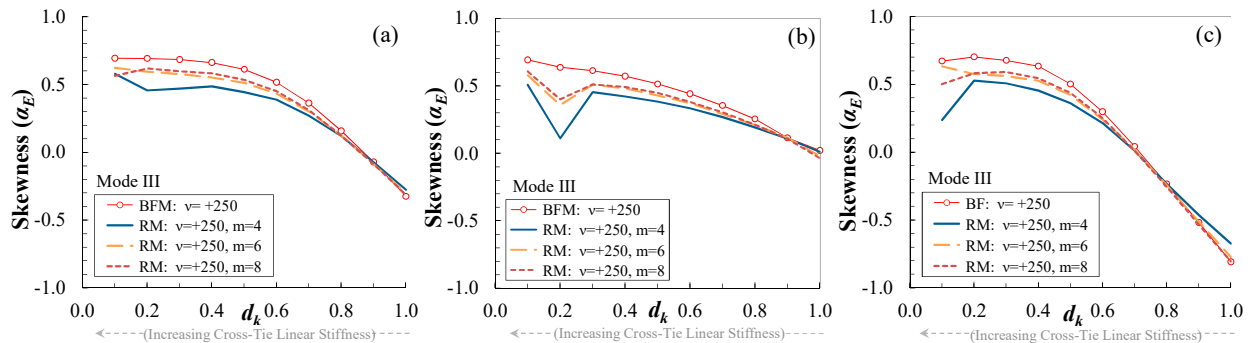 (a)
Skewness (α_E)
1.0
0.5
0.0
-0.5
-1.0
Mode III
BFM: ν= +250
RM: ν=+250, m=4
RM: ν=+250, m=6
RM: ν=+250, m=8
0.0 0.2 0.4 0.6 0.8 1.0
d_k
(Increasing Cross-Tie Linear Stiffness)
(b)
Skewness (α_E)
1.0
0.5
0.0
-0.5
-1.0
Mode III
BFM: ν= +250
RM: ν=+250, m=4
RM: ν=+250, m=6
RM: ν=+250, m=8
0.0 0.2 0.4 0.6 0.8 1.0
d_k
(Increasing Cross-Tie Linear Stiffness)
(c)
Skewness (α_E)
1.0
0.5
0.0
-0.5
-1.0
Mode III
BF: ν= +250
RM: ν=+250, m=4
RM: ν=+250, m=6
RM: ν=+250, m=8
0.0 0.2 0.4 0.6 0.8 1.0
d_k
(Increasing Cross-Tie Linear Stiffness)